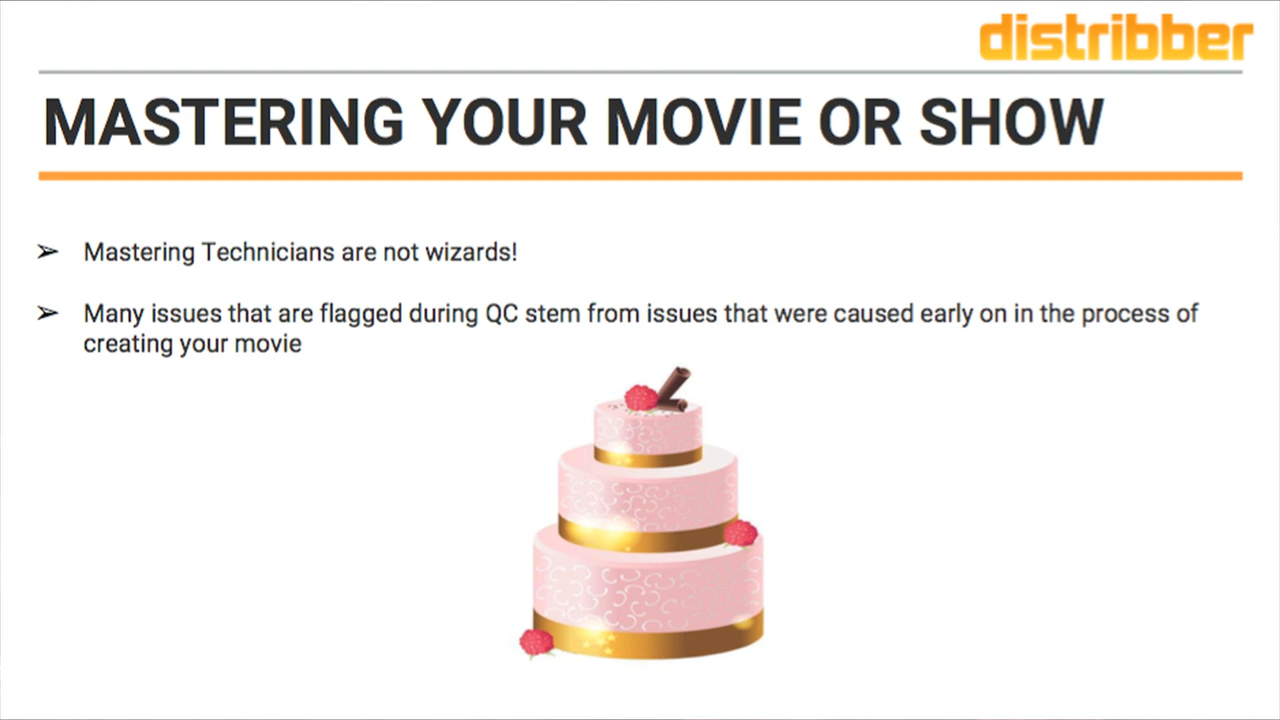 distribber
MASTERING YOUR MOVIE OR SHOW
➢ Mastering Technicians are not wizards!
➢ Many issues that are flagged during QC stem from issues that were caused early on in the process of
creating your movie